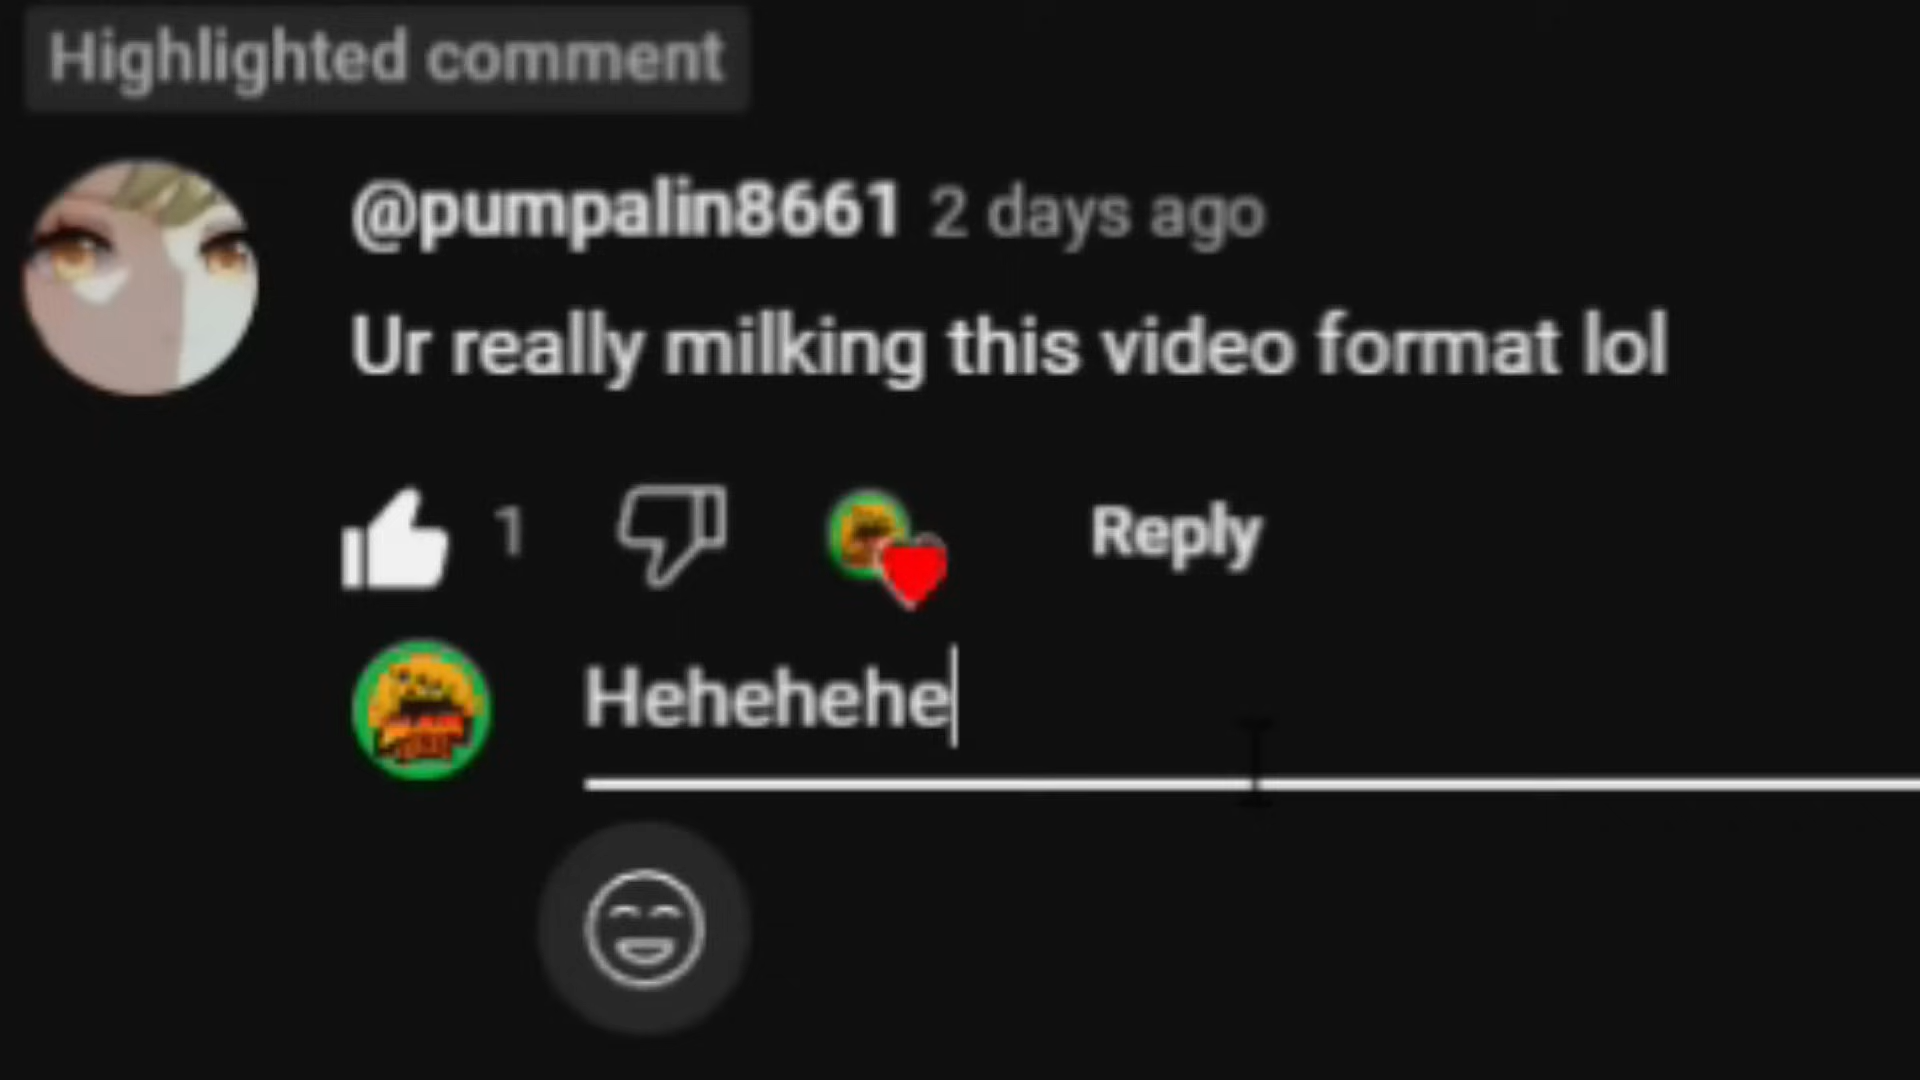 Highlighted comment
@pumpalin8661 2 days ago
Ur really milking this video format lol
1
Reply
Hehehehe